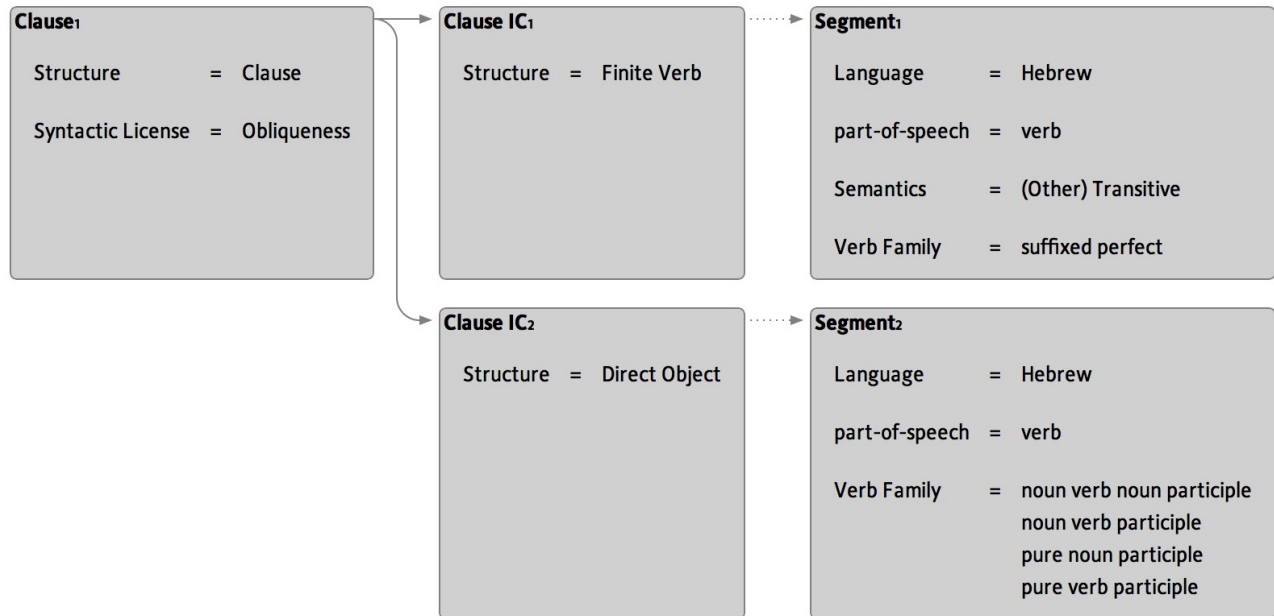 Clause₁
Structure = Clause
Syntactic License = Obliqueness
Clause IC₁
Structure = Finite Verb
Segment₁
Language = Hebrew
part-of-speech = verb
Semantics = (Other) Transitive
Verb Family = suffixed perfect
Clause IC₂
Structure = Direct Object
Segment₂
Language = Hebrew
part-of-speech = verb
Verb Family = noun verb noun participle
noun verb participle
pure noun participle
pure verb participle